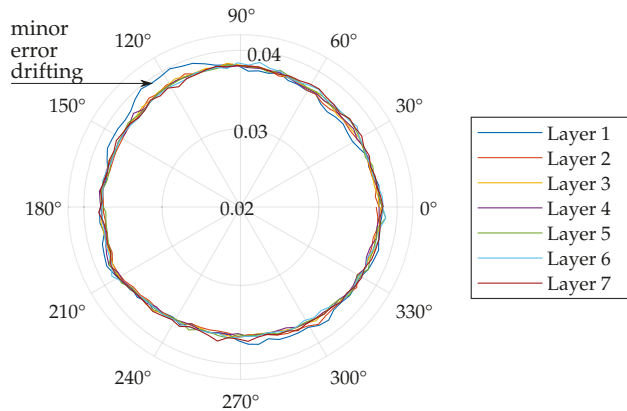 90°
minor
error
drifting
120°
60°
0.04
150°
30°
0.03
180°
0.02
0°
210°
330°
240°
300°
270°
Layer 1
Layer 2
Layer 3
Layer 4
Layer 5
Layer 6
Layer 7